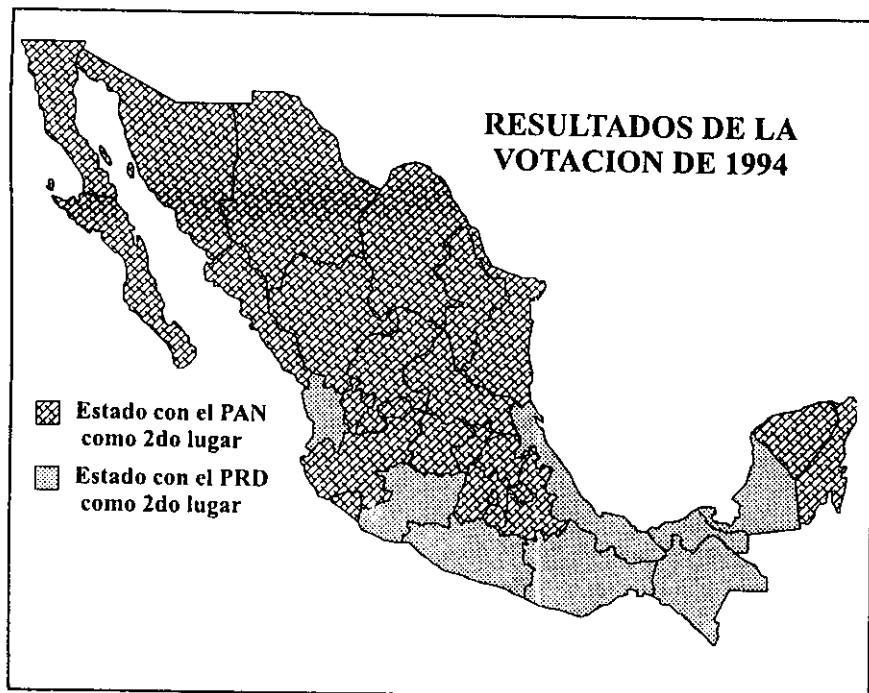 RESULTADOS DE LA
VOTACION DE 1994
Estado con el PAN
como 2do lugar
Estado con el PRD
como 2do lugar